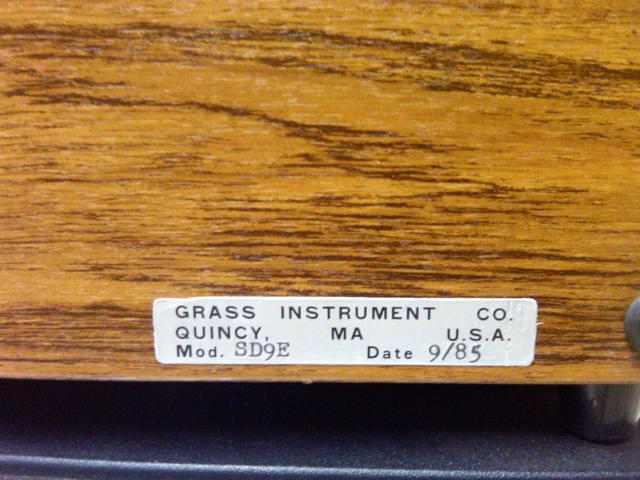 GRASS INSTRUMENT CO.
QUINCY, MA U.S.A.
Mod. SD9E Date 9/85